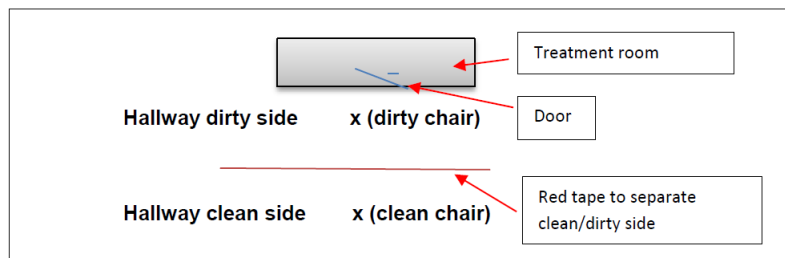 Treatment room
Hallway dirty side x (dirty chair)
Door
Hallway clean side x (clean chair)
Red tape to separate
clean/dirty side